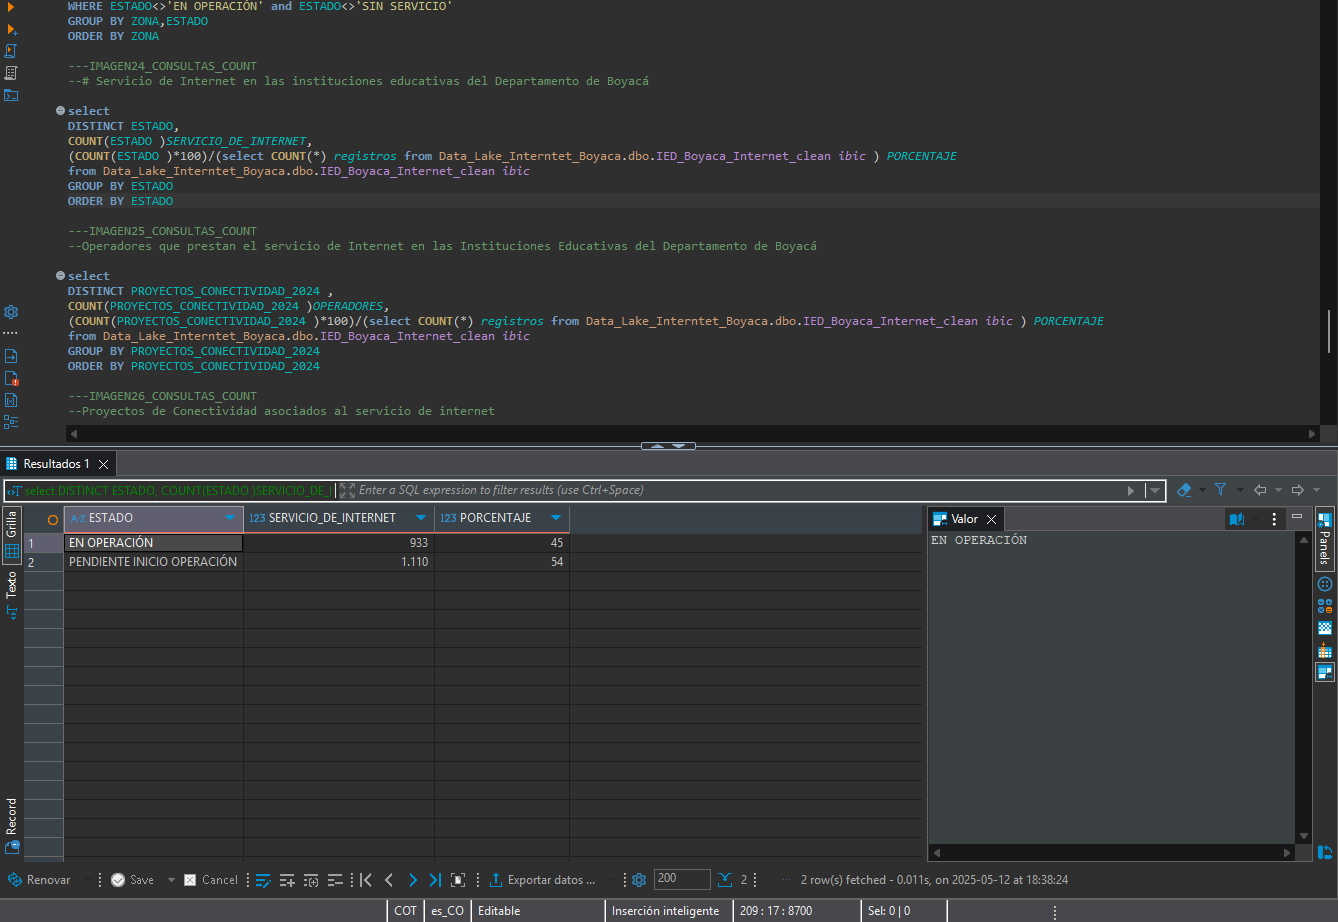 WHERE ESTADO<>'EN OPERACIÓN' and ESTADO<>'SIN SERVICIO'
GROUP BY ZONA,ESTADO
ORDER BY ZONA
---IMAGEN24_CONSULTAS_COUNT
--# Servicio de Internet en las instituciones educativas del Departamento de Boyacá
select
DISTINCT ESTADO,
COUNT(ESTADO )SERVICIO_DE_INTERNET,
(COUNT(ESTADO )*100)/(select COUNT(*) registros from Data_Lake_Interntet_Boyaca.dbo.IED_Boyaca_Internet_clean ibic ) PORCENTAJE
from Data_Lake_Interntet_Boyaca.dbo.IED_Boyaca_Internet_clean ibic
GROUP BY ESTADO
ORDER BY ESTADO
---IMAGEN25_CONSULTAS_COUNT
--Operadores que prestan el servicio de Internet en las Instituciones Educativas del Departamento de Boyacá
select
DISTINCT PROYECTOS_CONECTIVIDAD_2024 ,
COUNT(PROYECTOS_CONECTIVIDAD_2024 )OPERADORES,
(COUNT(PROYECTOS_CONECTIVIDAD_2024 )*100)/(select COUNT(*) registros from Data_Lake_Interntet_Boyaca.dbo.IED_Boyaca_Internet_clean ibic ) PORCENTAJE
from Data_Lake_Interntet_Boyaca.dbo.IED_Boyaca_Internet_clean ibic
GROUP BY PROYECTOS_CONECTIVIDAD_2024
ORDER BY PROYECTOS_CONECTIVIDAD_2024
---IMAGEN26_CONSULTAS_COUNT
--Proyectos de Conectividad asociados al servicio de internet
Resultados 1
select DISTINCT ESTADO, COUNT(ESTADO )SERVICIO_DE_I
Enter a SQL expression to filter results (use Ctrl+Space)
Grilla
Texto
Record
A-Z ESTADO 123 SERVICIO_DE_INTERNET 123 PORCENTAJE
1 EN OPERACIÓN 933 45
2 PENDIENTE INICIO OPERACIÓN 1.110 54
Valor
EN OPERACIÓN
Panels
Renovar Save Cancel Exportar datos ... 200 2 2 row(s) fetched - 0.011s, on 2025-05-12 at 18:38:24
COT es_CO Editable Inserción inteligente 209 : 17 : 8700 Sel: 0 | 0